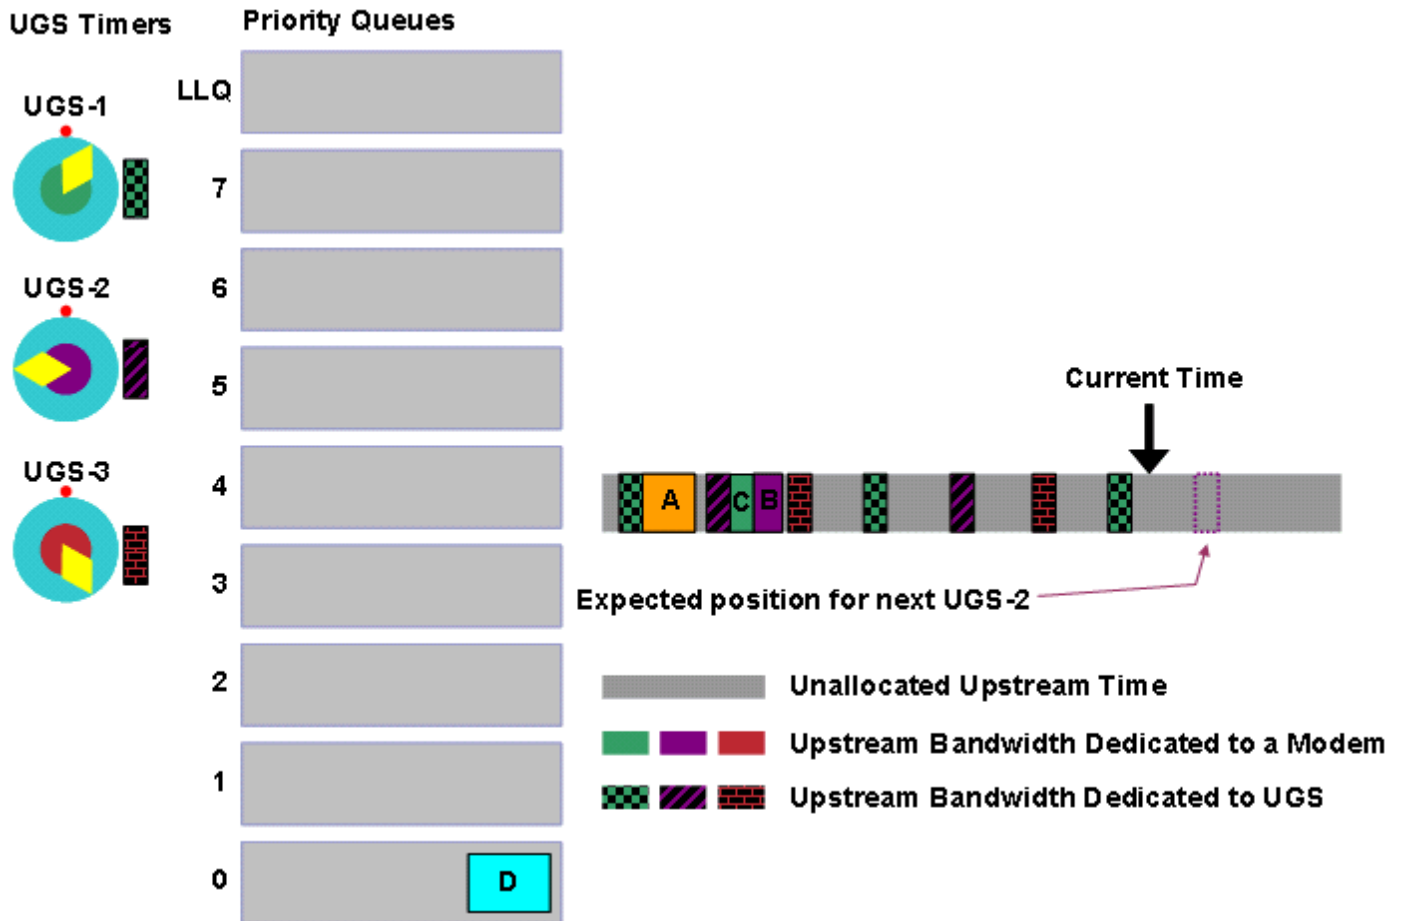 UGS Timers
Priority Queues
UGS-1
UGS-2
UGS-3
LLQ
7
6
5
4
3
2
1
0
D
Current Time
A
C
B
Expected position for next UGS-2
Unallocated Upstream Time
Upstream Bandwidth Dedicated to a Modem
Upstream Bandwidth Dedicated to UGS